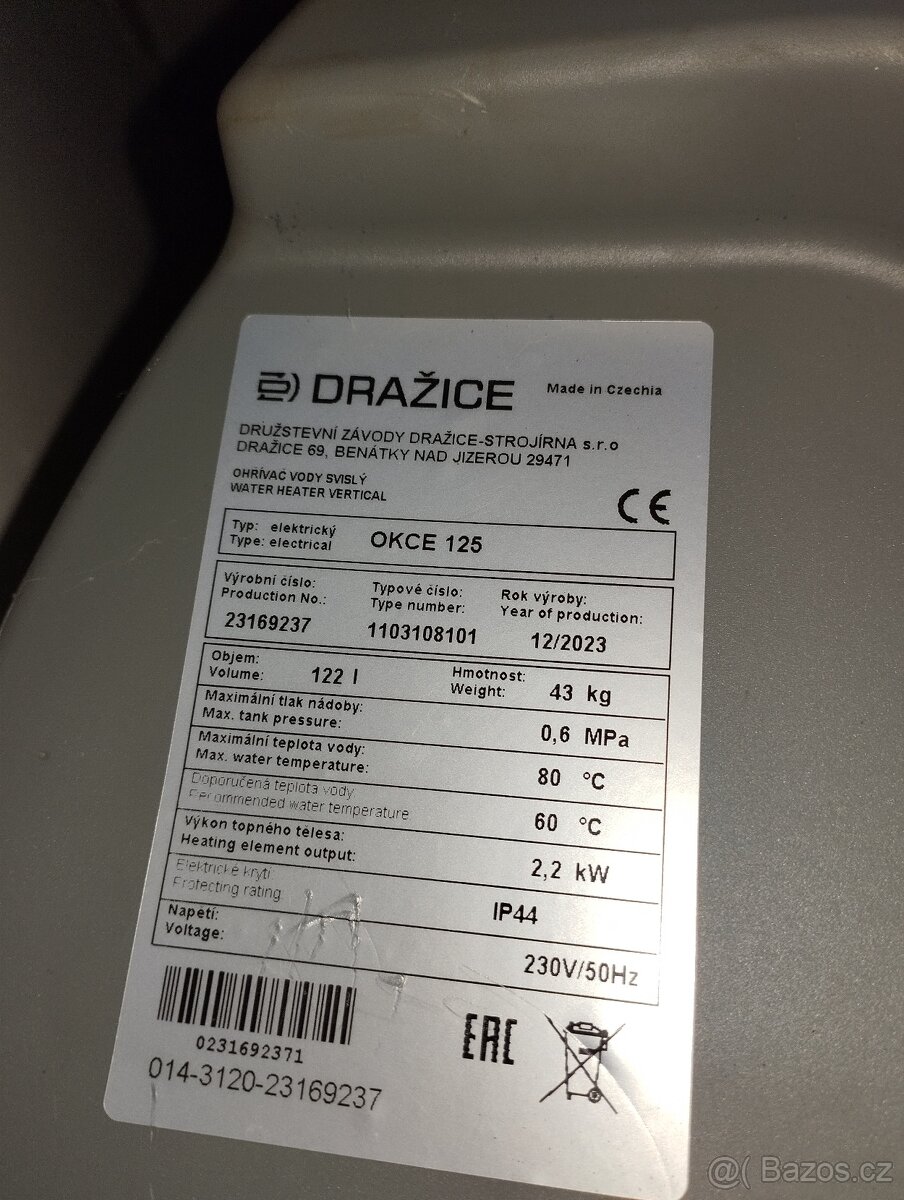 DRAŽICE
Made in Czechia
DRUŽSTEVNÍ ZÁVODY DRAŽICE-STROJÍRNA s.r.o
DRAŽICE 69, BENÁTKY NAD JIZEROU 29471
OHŘÍVAČ VODY SVISLÝ
WATER HEATER VERTICAL
CE
Typ: elektrický
Type: electrical
OKCE 125
Výrobní číslo:
Production No.:
23169237
Typové číslo:
Type number:
1103108101
Rok výroby:
Year of production:
12/2023
Objem:
Volume:
122 l
Hmotnost:
Weight:
43 kg
Maximální tlak nádoby:
Max. tank pressure:
0,6 MPa
Maximální teplota vody:
Max. water temperature:
80 °C
Doporučená teplota vody
Recommended water temperature
60 °C
Výkon topného tělesa:
Heating element output:
2,2 kW
Elektrické krytí:
Protecting rating
IP44
Napětí:
Voltage:
230V/50Hz
0231692371
014-3120-23169237
EAC
@( Bazos.cz